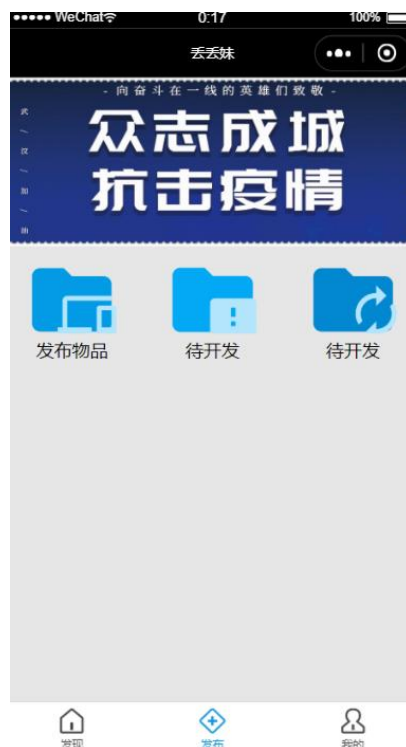 WeChat 0:17 100%
丢丢妹
- 向奋斗在一线的英雄们致敬 -
众志成城
抗击疫情
武
汉
加
油
发布物品 待开发 待开发
发现 发布 我的